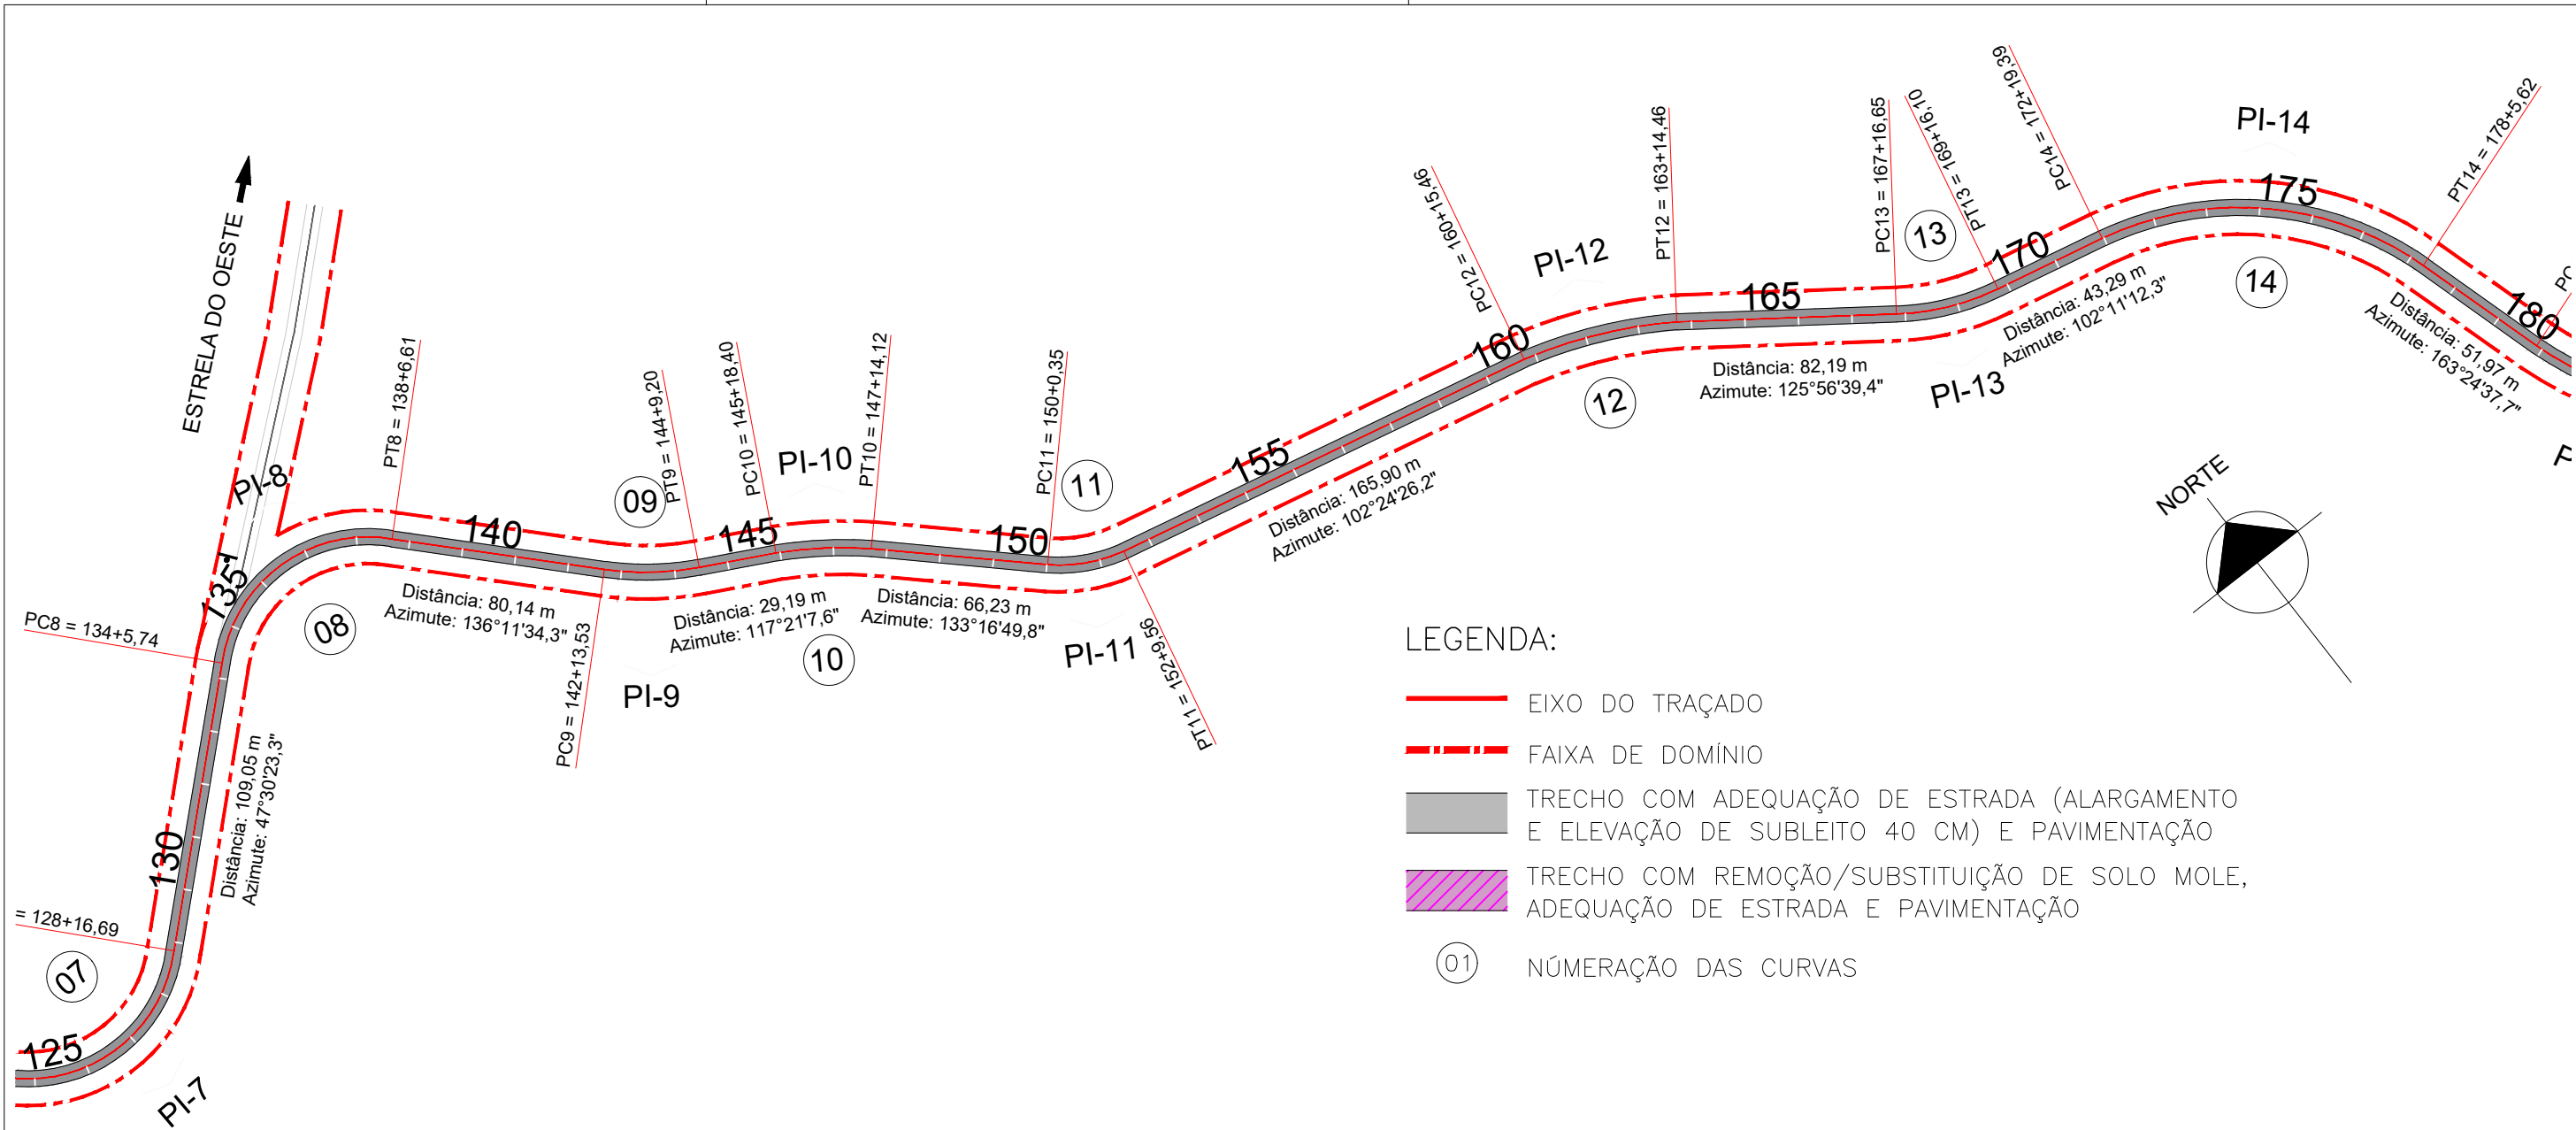 ESTRELA DO OESTE
PI-8
135
PC8 = 134+5,74
PT8 = 138+6,61
140
08
Distância: 80,14 m
Azimute: 136°11'34,3"
Distância: 109,05 m
Azimute: 47°30'23,3"
130
= 128+16,69
07
125
PI-7
09
PT9 = 144+9,20
PC9 = 142+13,53
PI-9
PC10 = 145+18,40
145
Distância: 29,19 m
Azimute: 117°21'7,6"
PI-10
10
PT10 = 147+14,12
Distância: 66,23 m
Azimute: 133°16'49,8"
150
PC11 = 150+0,35
11
PI-11
PT11 = 152+9,56
155
Distância: 165,90 m
Azimute: 102°24'26,2"
160
PC12 = 160+15,46
PI-12
12
PT12 = 163+14,46
165
Distância: 82,19 m
Azimute: 125°56'39,4"
PC13 = 167+16,65
13
PT13 = 169+16,10
PI-13
170
Distância: 43,29 m
Azimute: 102°11'12,3"
PC14 = 172+19,39
PI-14
175
14
PT14 = 178+5,62
Distância: 51,97 m
Azimute: 163°24'37,7"
180
PC
NORTE
LEGENDA:
EIXO DO TRAÇADO
FAIXA DE DOMÍNIO
TRECHO COM ADEQUAÇÃO DE ESTRADA (ALARGAMENTO
E ELEVAÇÃO DE SUBLEITO 40 CM) E PAVIMENTAÇÃO
TRECHO COM REMOÇÃO/SUBSTITUIÇÃO DE SOLO MOLE,
ADEQUAÇÃO DE ESTRADA E PAVIMENTAÇÃO
01
NÚMERAÇÃO DAS CURVAS